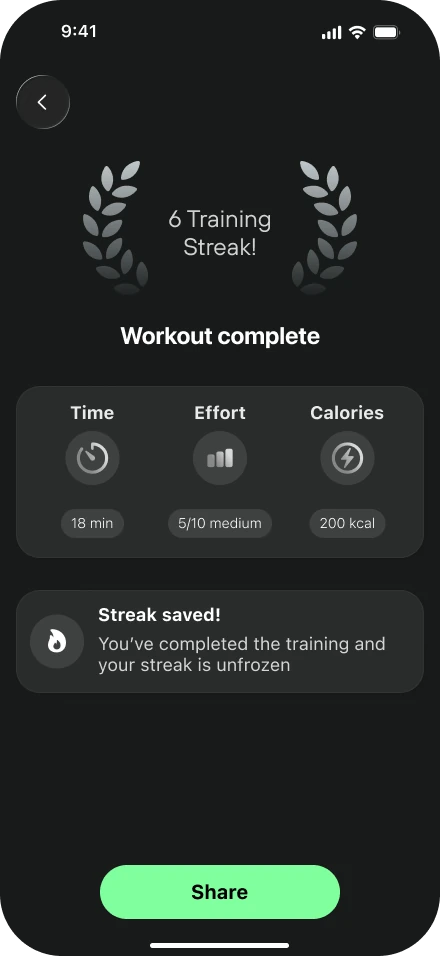 9:41
6 Training
Streak!
Workout complete
Time
Effort
Calories
18 min
5/10 medium
200 kcal
Streak saved!
You’ve completed the training and
your streak is unfrozen
Share